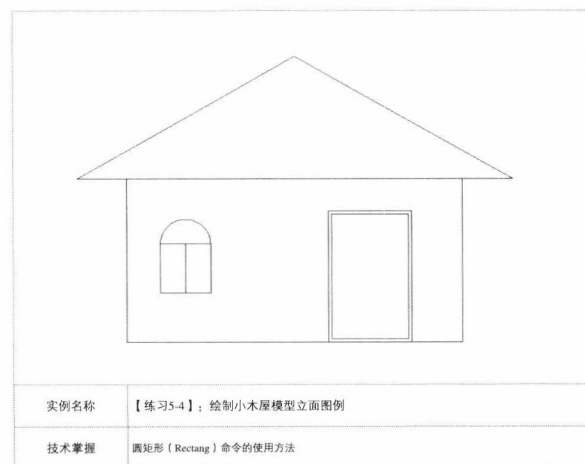 实例名称
【练习5-4】：绘制小木屋模型立面图例
技术掌握
圆矩形（Rectang）命令的使用方法